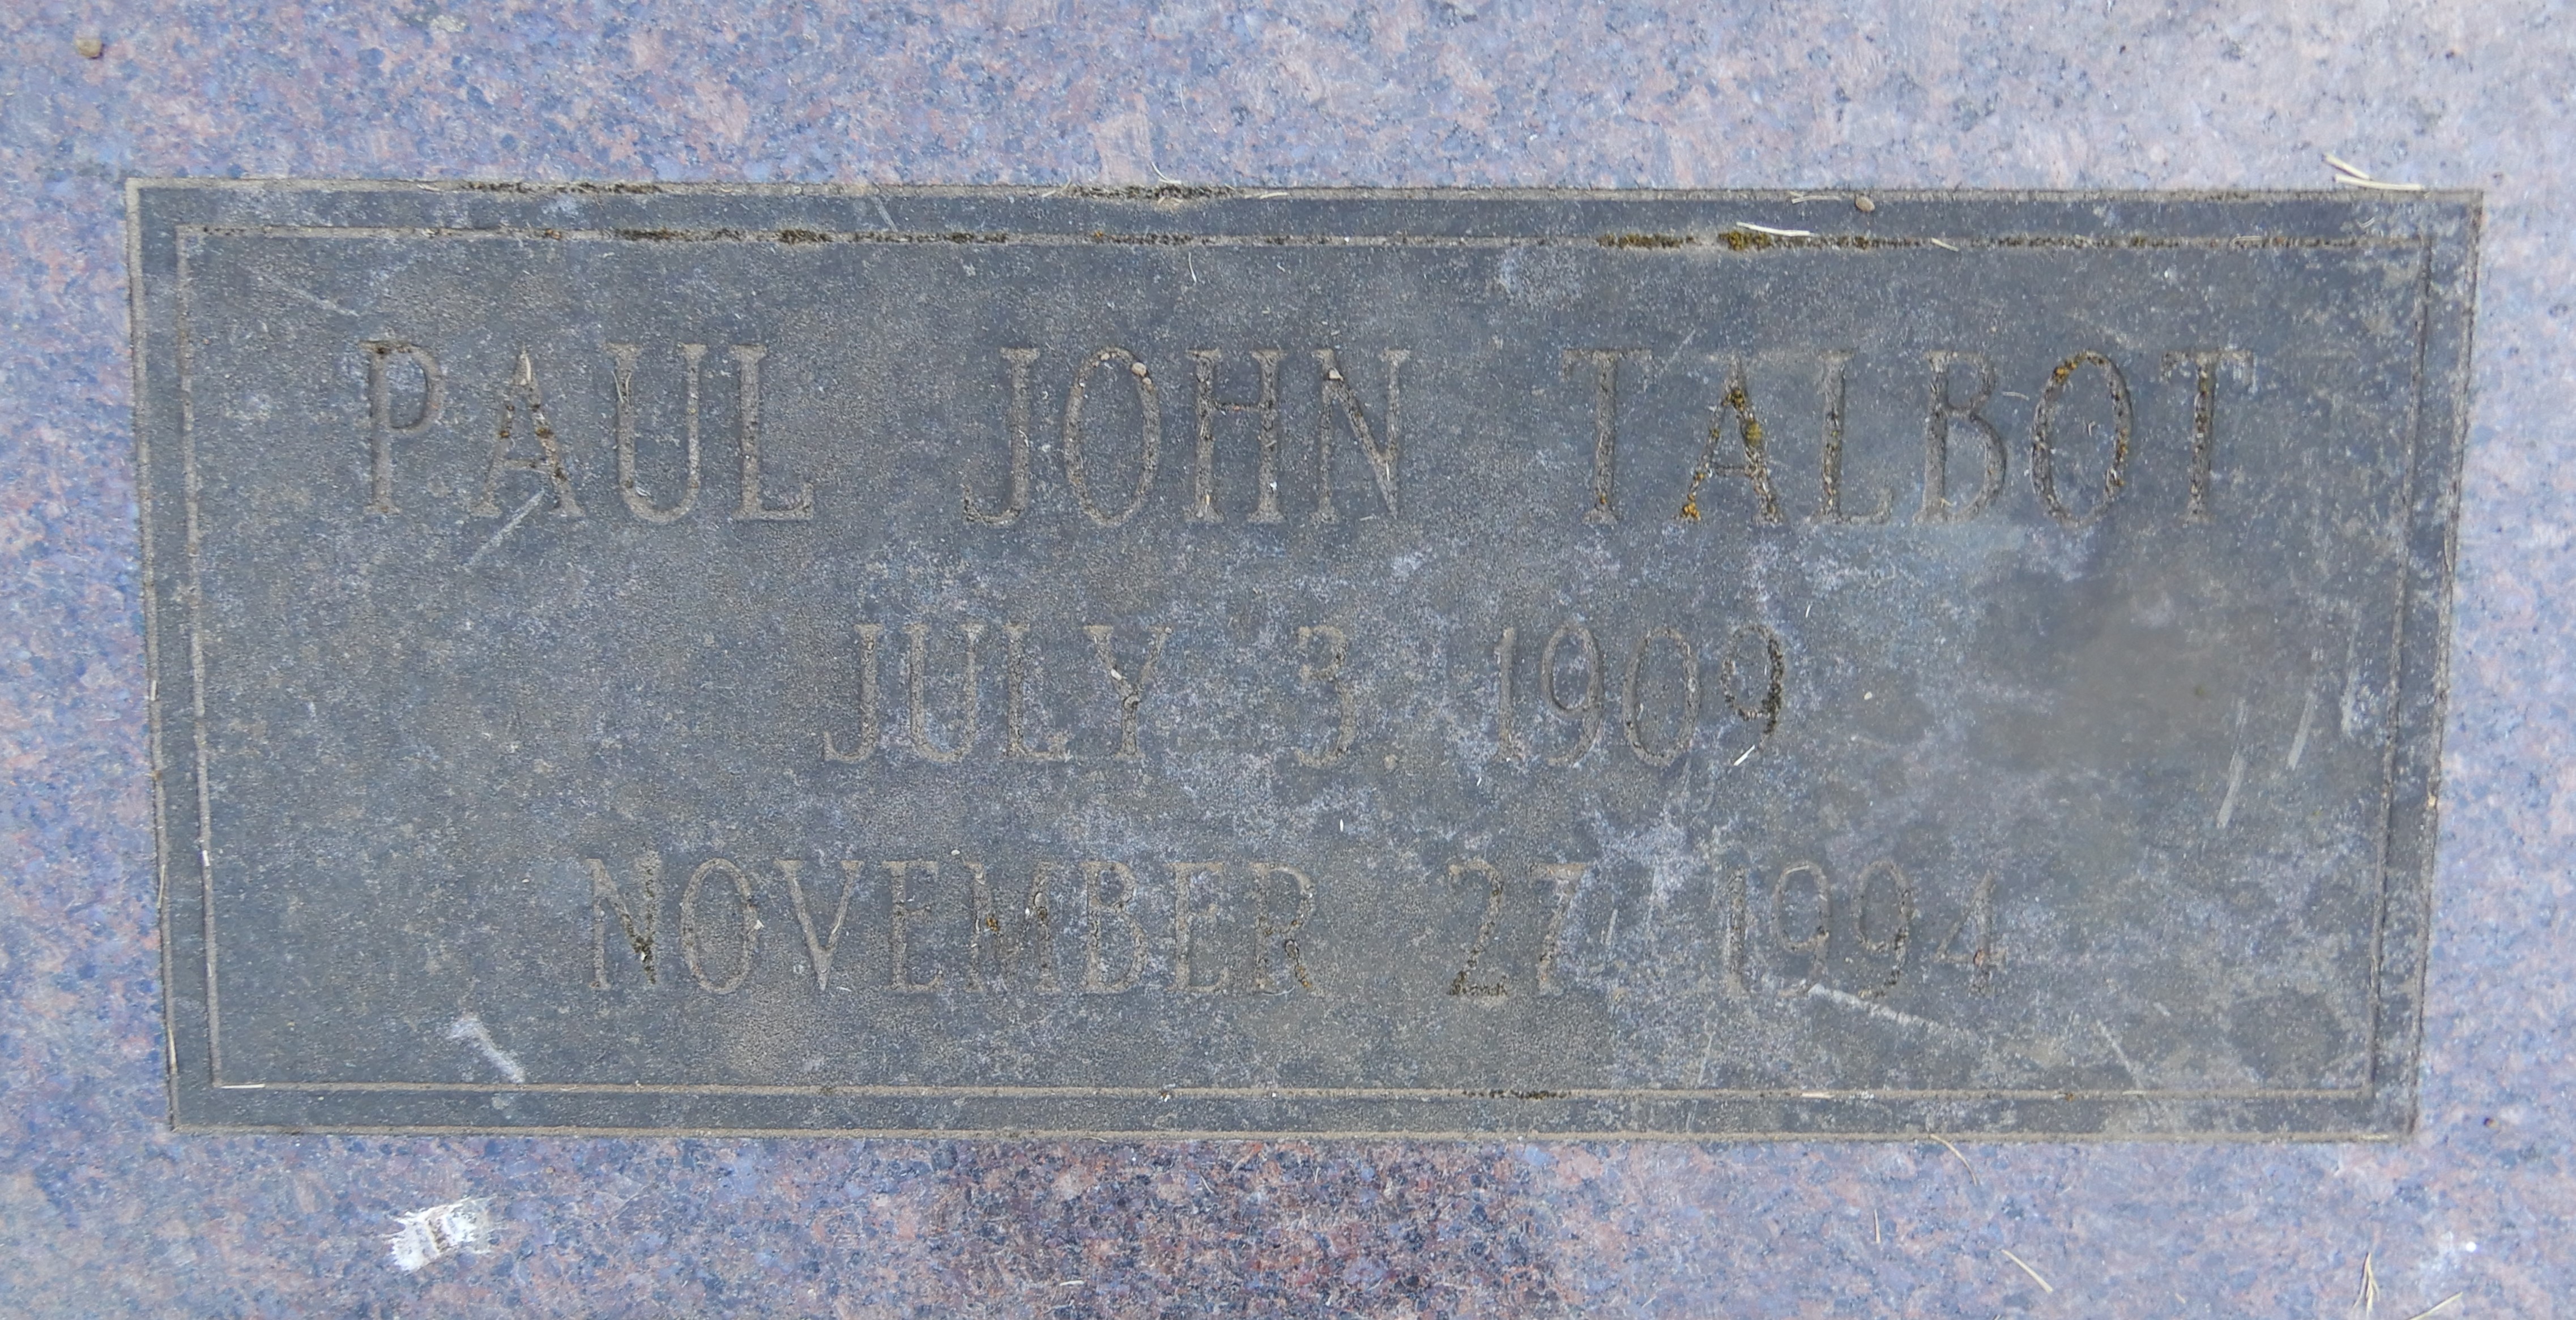 PAUL JOHN TALBOT
JULY 3, 1909
NOVEMBER 27, 1994